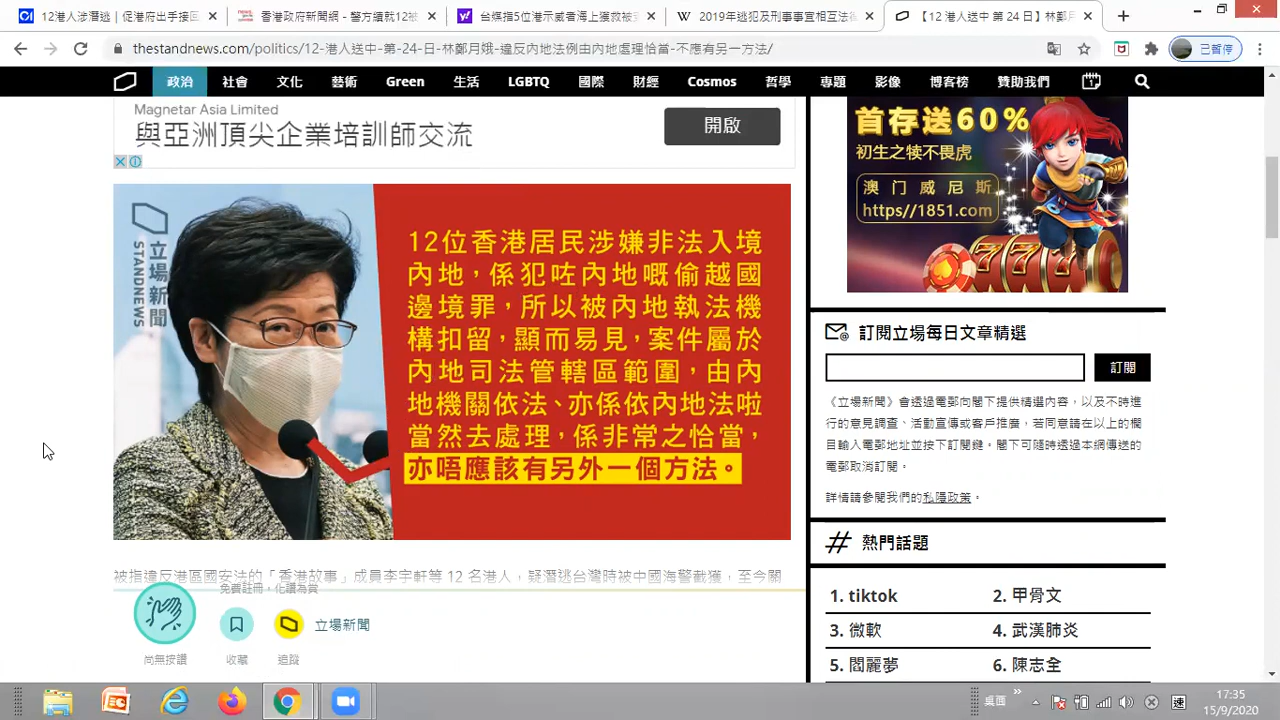 12港人涉潛逃｜促港府出手接回
香港政府新聞網 - 警方續就12被
台媒指5位港示威者海上獲救被安
2019年逃犯及刑事事宜相互法律
【12 港人送中 第 24 日】林鄭月
thestandnews.com/politics/12-港人送中-第-24-日-林鄭月娥-違反內地法例由內地處理恰當-不應有另一方法/
已暫停
政治 社會 文化 藝術 Green 生活 LGBTQ 國際 財經 Cosmos 哲學 專題 影像 博客榜 贊助我們
Magnetar Asia Limited
與亞洲頂尖企業培訓師交流
開啟
立場新聞
STANDNEWS
12位香港居民涉嫌非法入境
內地，係犯咗內地嘅偷越國
邊境罪，所以被內地執法機
構扣留，顯而易見，案件屬於
內地司法管轄區範圍，由內
地機關依法、亦係依內地法啦
當然去處理，係非常之恰當，
亦唔應該有另外一個方法。
被指違反港區國安法的「香港故事」成員李宇軒等 12 名港人，疑潛逃台灣時被中國海警截獲，至今關
免費註冊，化讚為賞
尚無按讚
收藏
追蹤
立場新聞
首存送60%
初生之犊不畏虎
澳门威尼斯
https//1851.com
訂閱立場每日文章精選
訂閱
《立場新聞》會透過電郵向閣下提供精選內容，以及不時進
行的意見調查、活動宣傳或客戶推廣，若同意請在以上的欄
目輸入電郵地址並按下訂閱鍵。閣下可隨時透過本網傳送的
電郵取消訂閱。
詳情請參閱我們的私隱政策。
熱門話題
1. tiktok
2. 甲骨文
3. 微軟
4. 武漢肺炎
5. 閻麗夢
6. 陳志全
桌面
速
17:35
15/9/2020